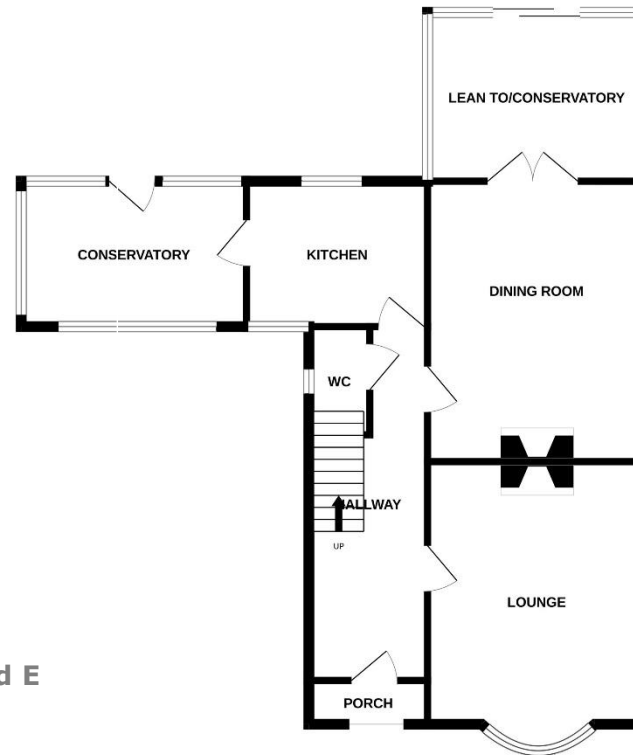 LEAN TO/CONSERVATORY
CONSERVATORY
KITCHEN
DINING ROOM
WC
HALLWAY
UP
LOUNGE
d E
PORCH